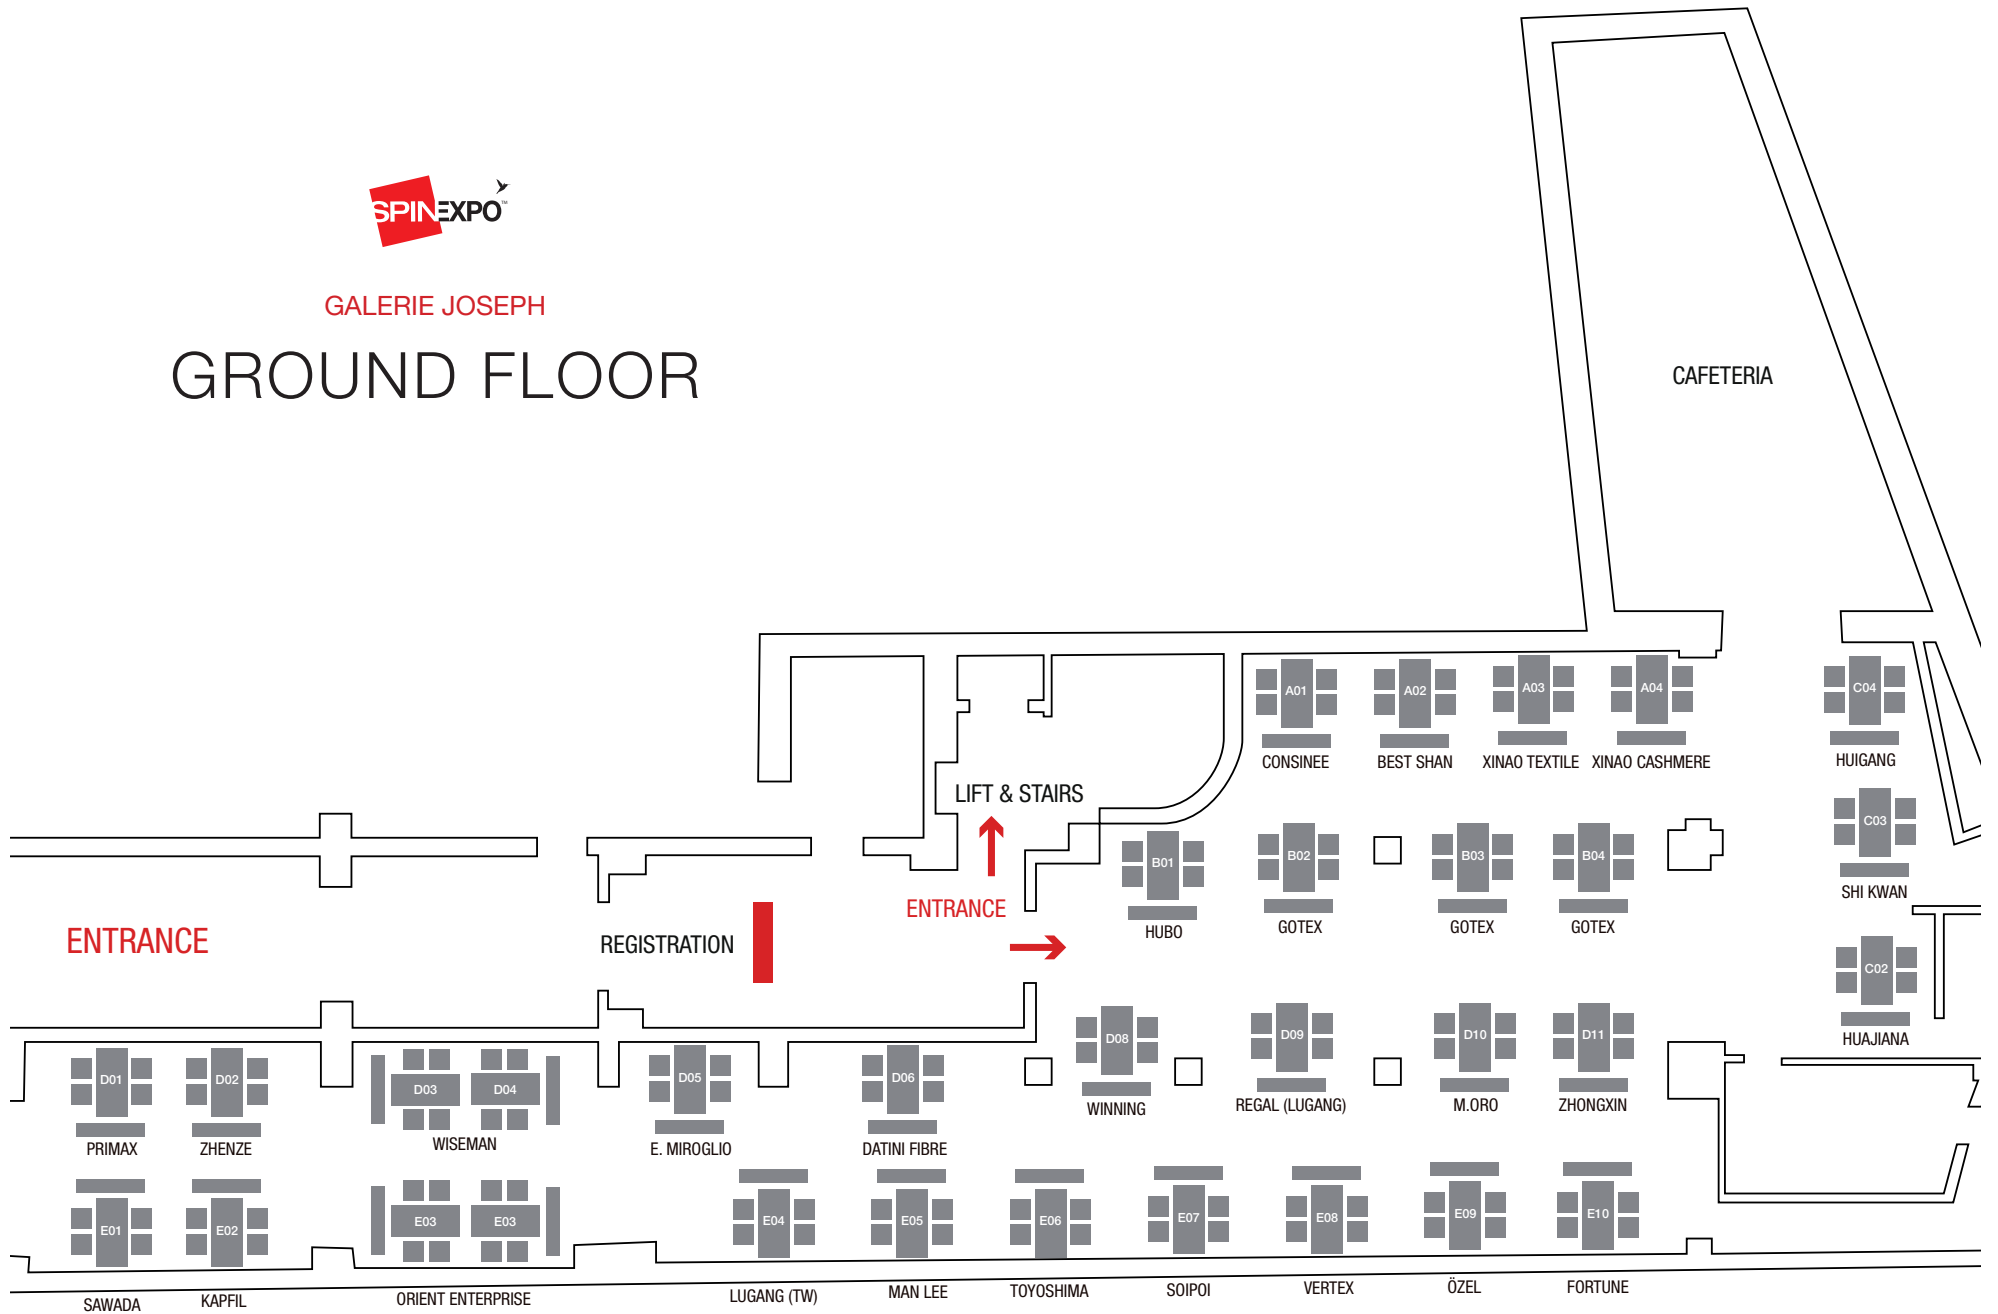 SPINEXPO™
GALERIE JOSEPH
GROUND FLOOR
CAFETERIA
A01
A02
A03
A04
C04
CONSINEE
BEST SHAN
XINAO TEXTILE
XINAO CASHMERE
HUIGANG
LIFT & STAIRS
C03
B01
B02
B03
B04
SHI KWAN
ENTRANCE
HUBO
GOTEX
GOTEX
GOTEX
ENTRANCE
REGISTRATION
C02
HUAJIANA
D08
D09
D10
D11
D01
D02
D03
D04
D05
D06
WINNING
REGAL (LUGANG)
M.ORO
ZHONGXIN
PRIMAX
ZHENZE
WISEMAN
E. MIROGLIO
DATINI FIBRE
E01
E02
E03
E03
E04
E05
E06
E07
E08
E09
E10
SAWADA
KAPFIL
ORIENT ENTERPRISE
LUGANG (TW)
MAN LEE
TOYOSHIMA
SOIPOI
VERTEX
ÖZEL
FORTUNE